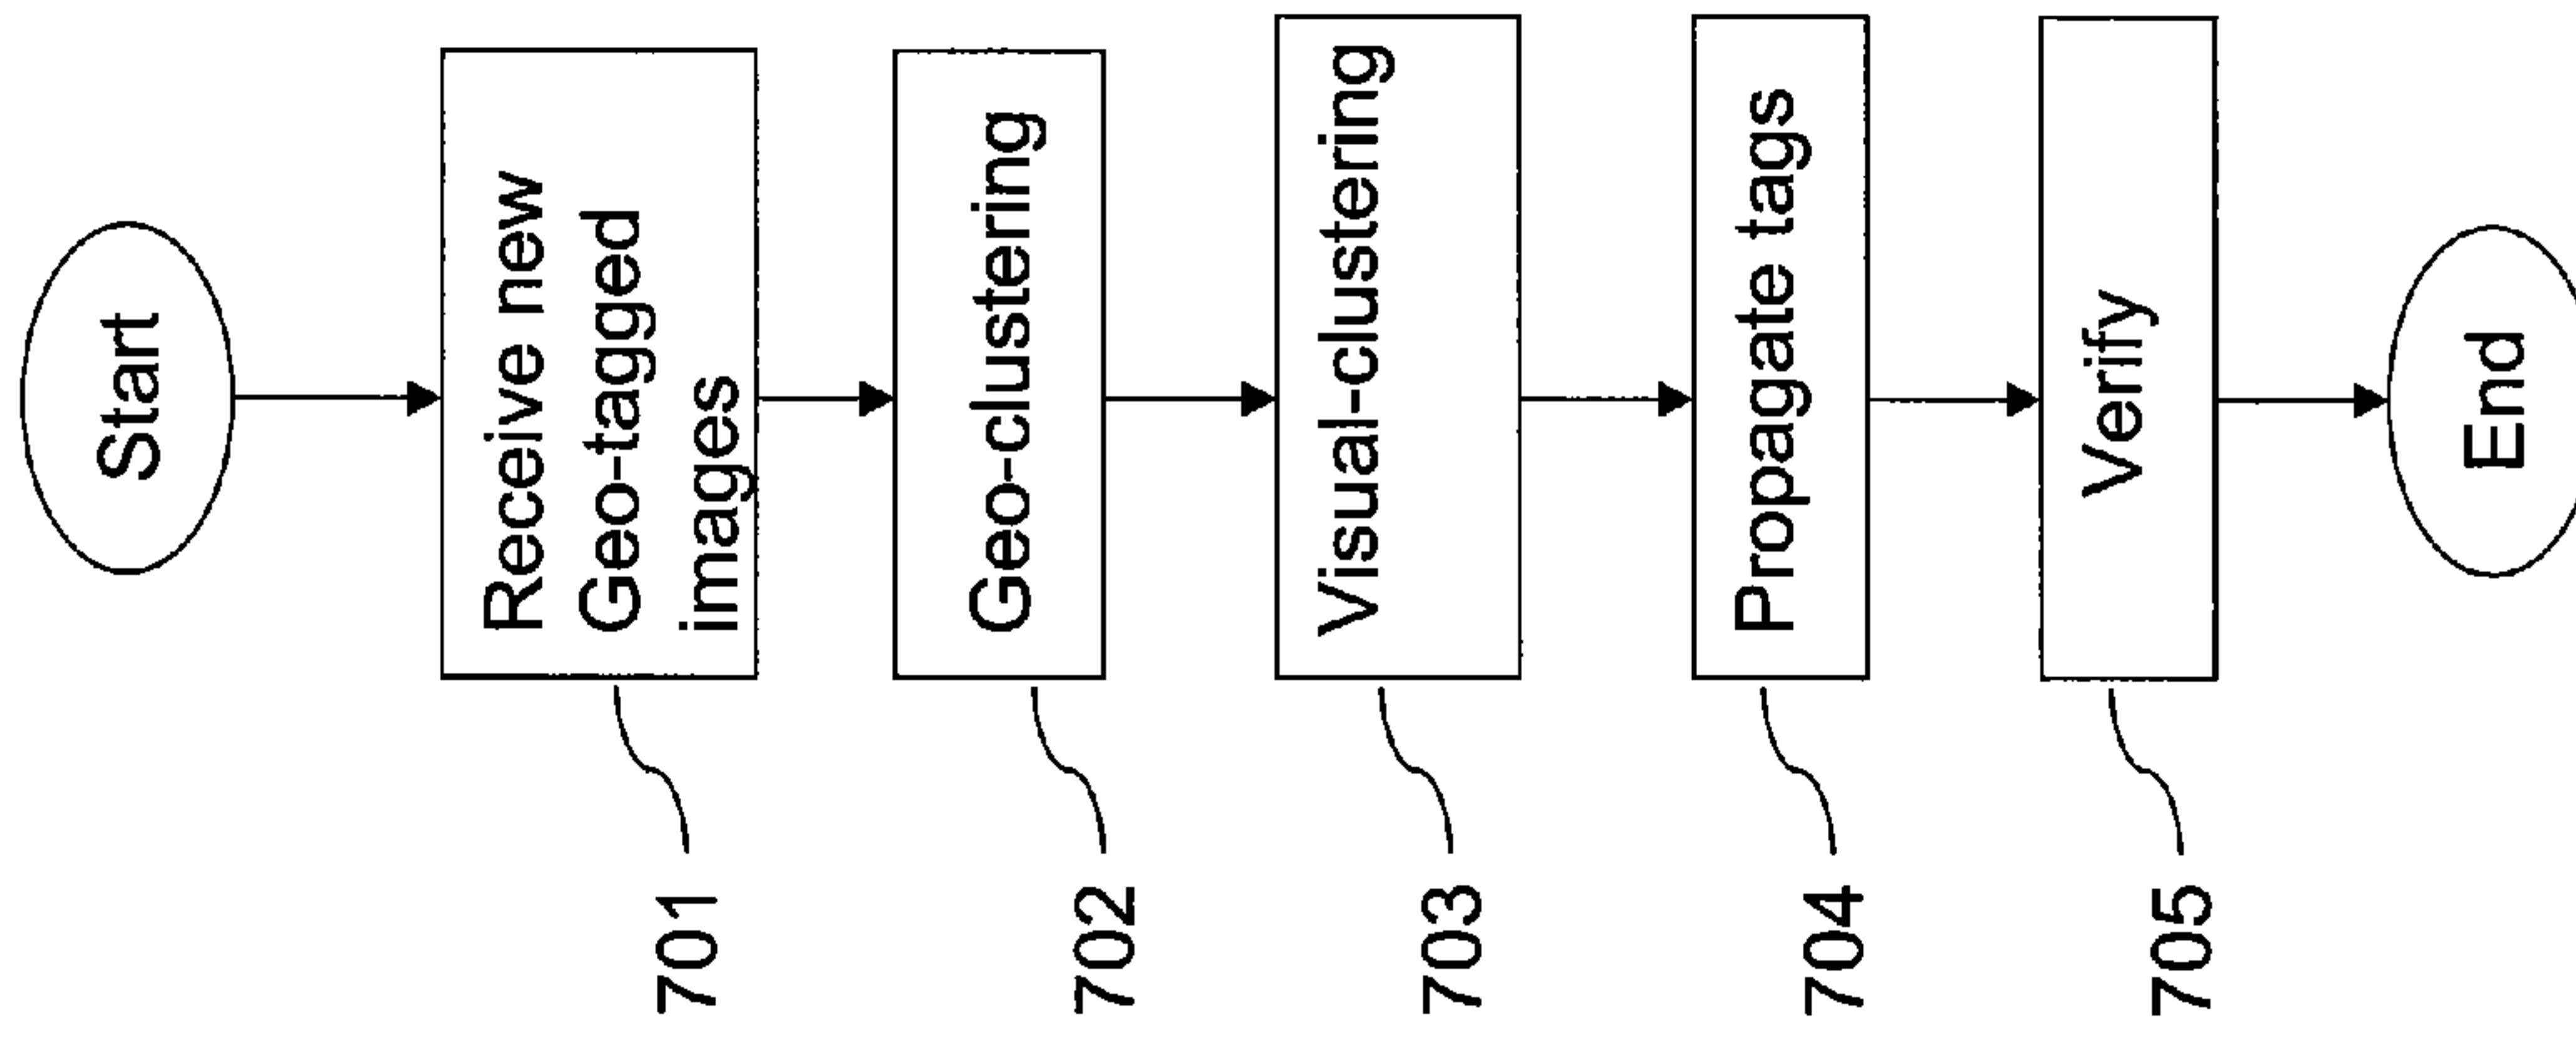 Start
Receive new
Geo-tagged
images
701
Geo-clustering
702
Visual-clustering
703
Propagate tags
704
Verify
705
End